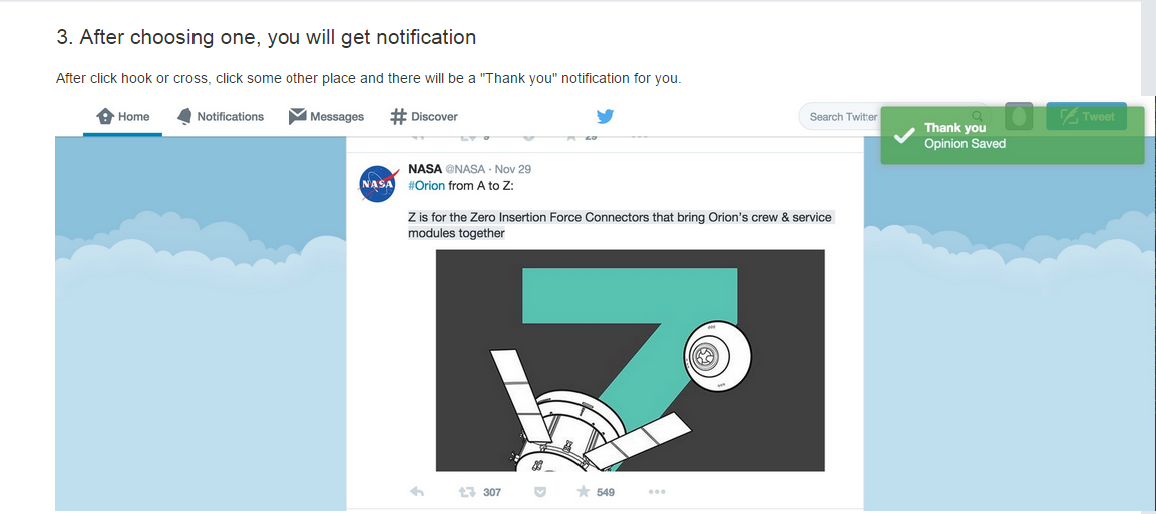 3. After choosing one, you will get notification
After click hook or cross, click some other place and there will be a "Thank you" notification for you.
Home Notifications Messages Discover Search Twitter Tweet
Thank you
Opinion Saved
NASA @NASA · Nov 29
NASA
#Orion from A to Z:
Z is for the Zero Insertion Force Connectors that bring Orion's crew & service
modules together
307 549